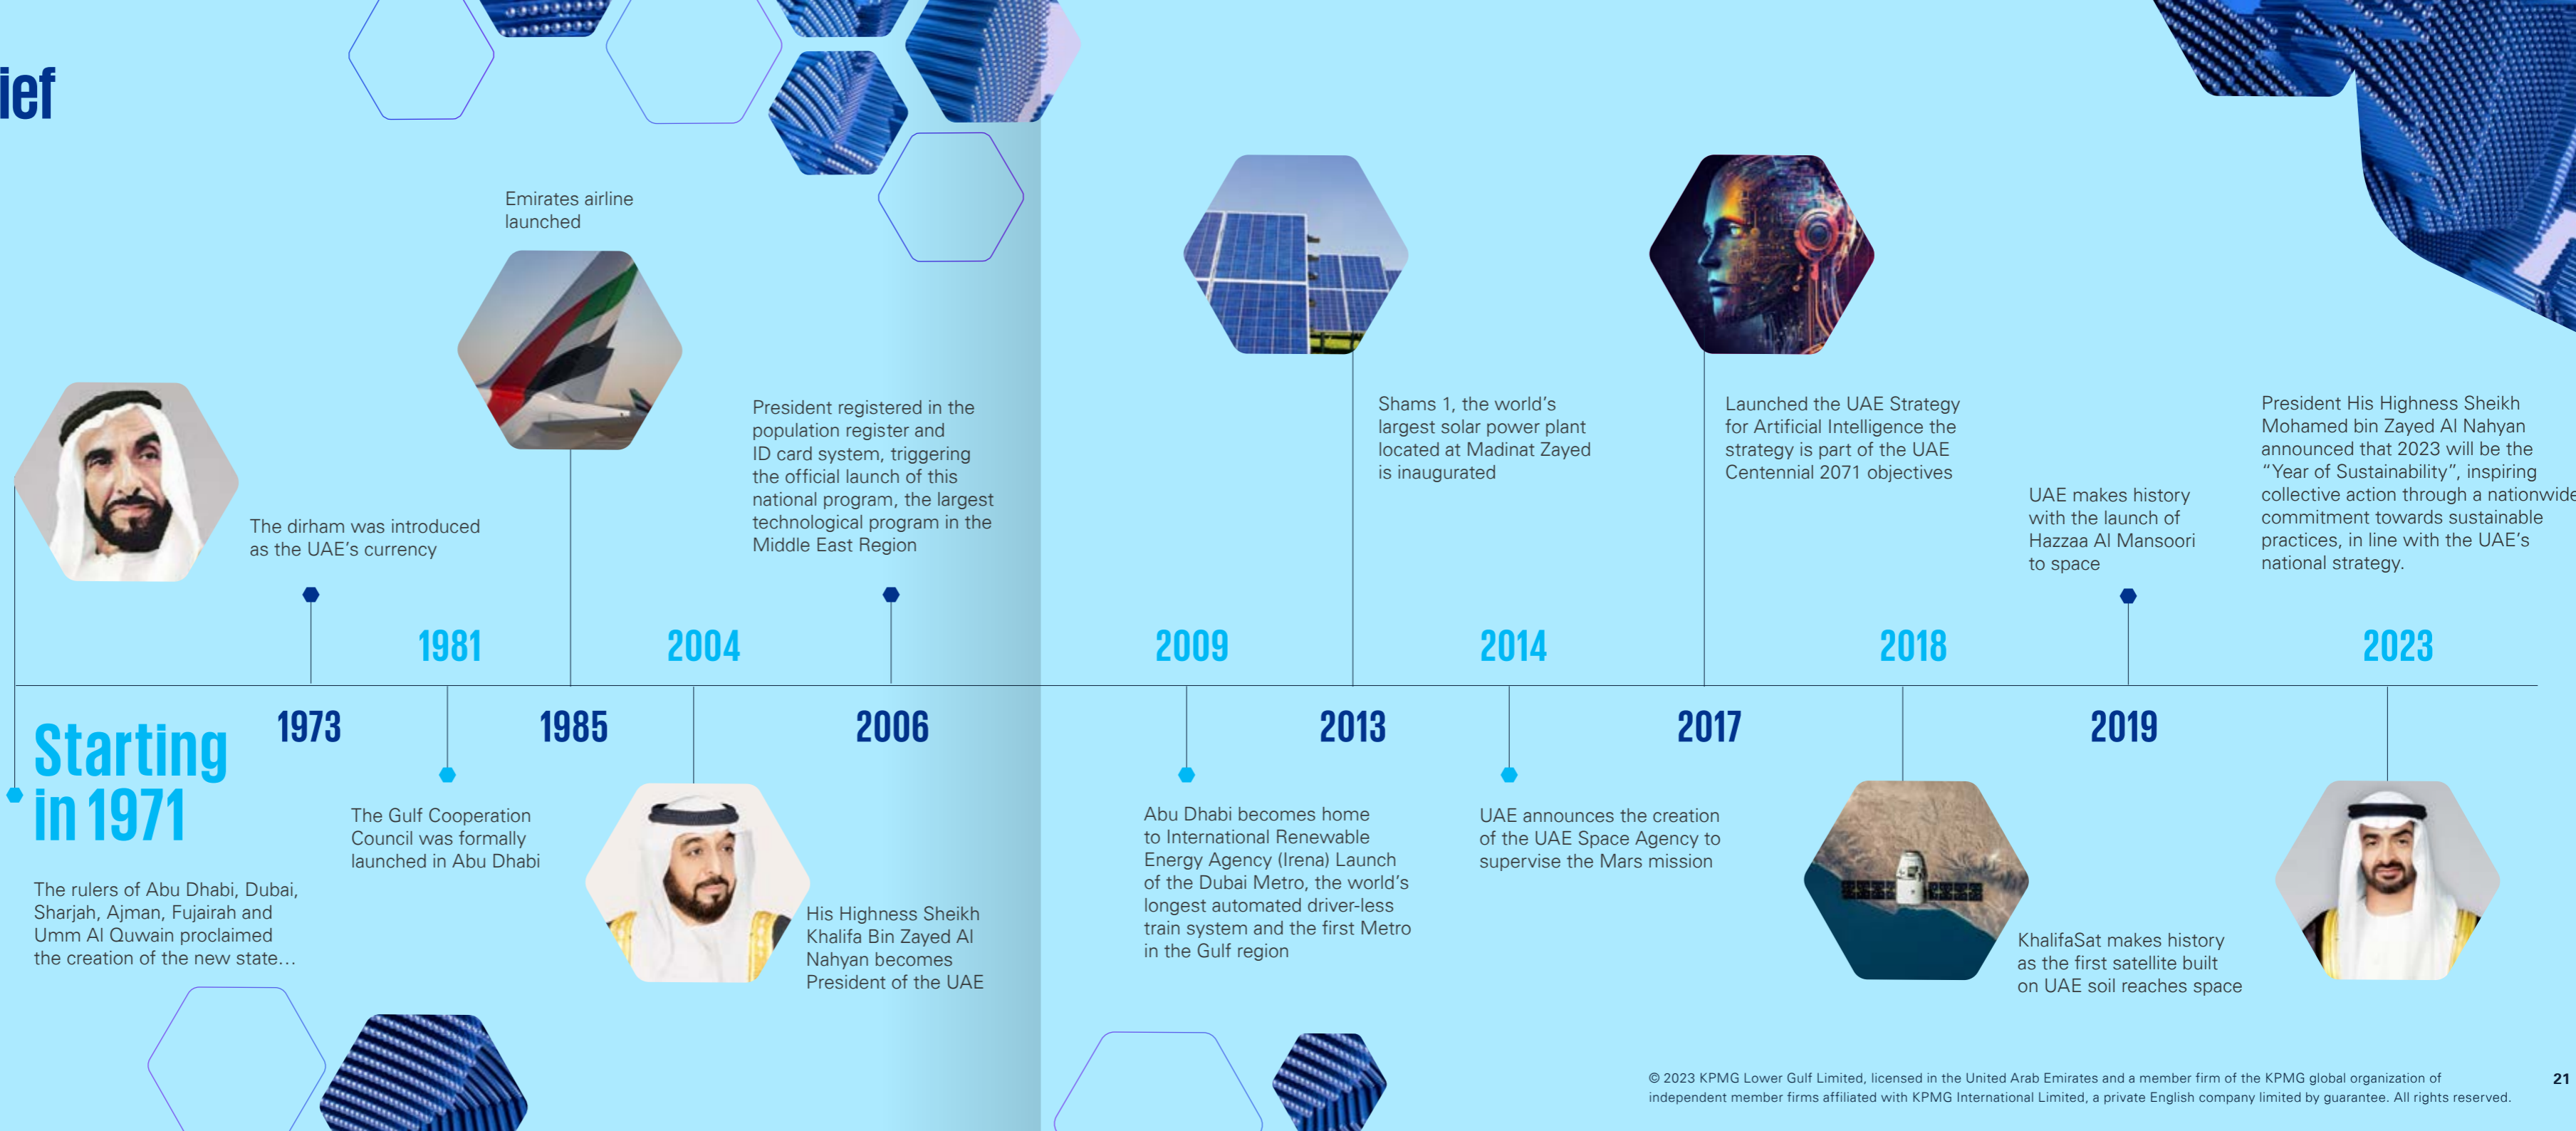 ief
Emirates airline
launched
The dirham was introduced
as the UAE's currency
President registered in the
population register and
ID card system, triggering
the official launch of this
national program, the largest
technological program in the
Middle East Region
Shams 1, the world's
largest solar power plant
located at Madinat Zayed
is inaugurated
Launched the UAE Strategy
for Artificial Intelligence the
strategy is part of the UAE
Centennial 2071 objectives
UAE makes history
with the launch of
Hazzaa Al Mansoori
to space
President His Highness Sheikh
Mohamed bin Zayed Al Nahyan
announced that 2023 will be the
“Year of Sustainability”, inspiring
collective action through a nationwide
commitment towards sustainable
practices, in line with the UAE's
national strategy.
1981
2004
2009
2014
2018
2023
1973
1985
2006
2013
2017
2019
Starting
in 1971
The rulers of Abu Dhabi, Dubai,
Sharjah, Ajman, Fujairah and
Umm Al Quwain proclaimed
the creation of the new state…
The Gulf Cooperation
Council was formally
launched in Abu Dhabi
His Highness Sheikh
Khalifa Bin Zayed Al
Nahyan becomes
President of the UAE
Abu Dhabi becomes home
to International Renewable
Energy Agency (Irena) Launch
of the Dubai Metro, the world's
longest automated driver-less
train system and the first Metro
in the Gulf region
UAE announces the creation
of the UAE Space Agency to
supervise the Mars mission
KhalifaSat makes history
as the first satellite built
on UAE soil reaches space
© 2023 KPMG Lower Gulf Limited, licensed in the United Arab Emirates and a member firm of the KPMG global organization of
independent member firms affiliated with KPMG International Limited, a private English company limited by guarantee. All rights reserved.
21